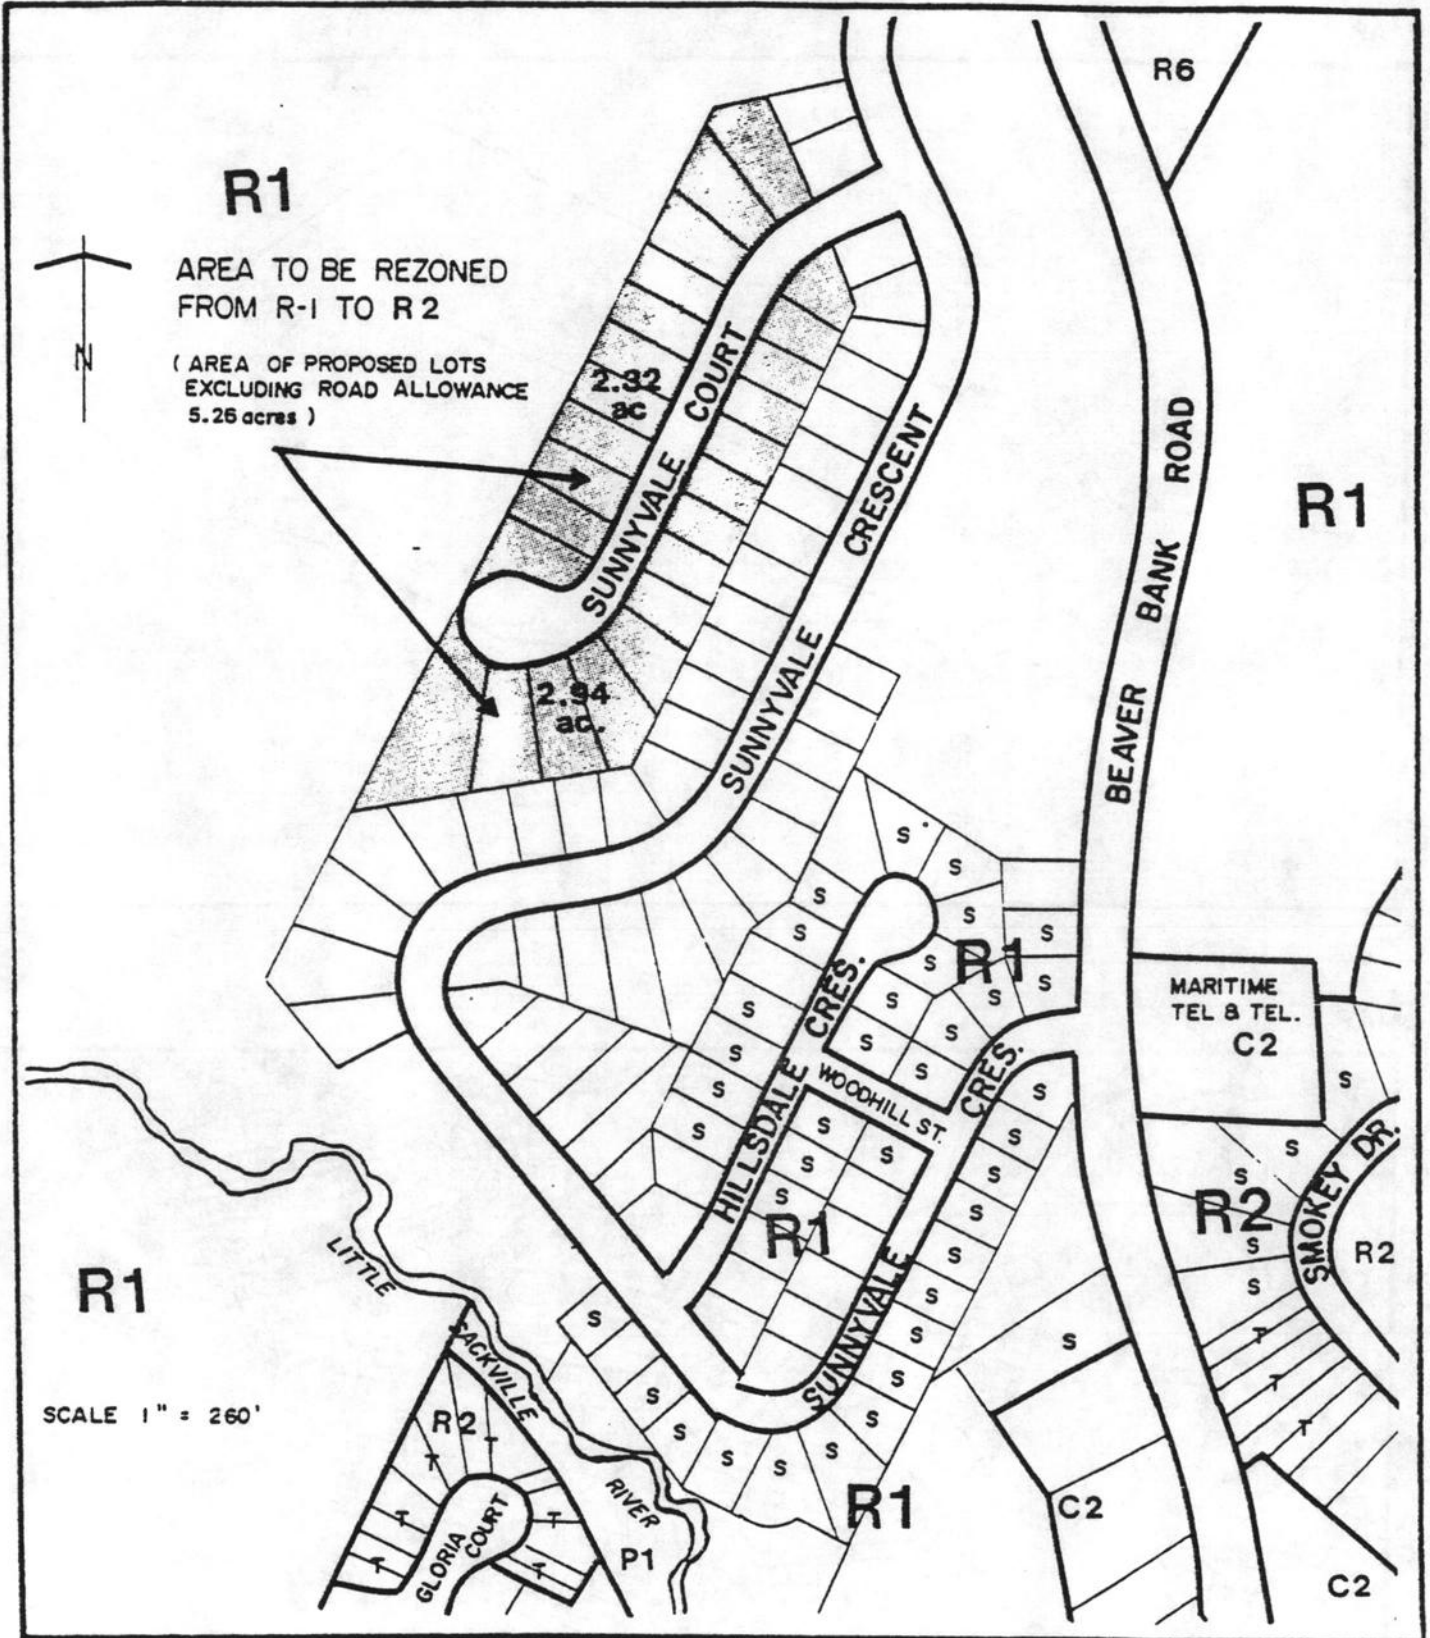 R6
R1
AREA TO BE REZONED
FROM R-1 TO R2
N
( AREA OF PROPOSED LOTS
EXCLUDING ROAD ALLOWANCE
5.26 acres )
2.32
ac
SUNNYVALE COURT
SUNNYVALE CRESCENT
BEAVER BANK ROAD
R1
2.94
ac.
S
S
S
S
S
S
S
R1
S
S
S
S
S
S
S
S
S
S
MARITIME
TEL & TEL.
C2
HILLSDALE CRES.
WOODHILL ST.
SUNNYVALE CRES.
S
S
S
S
S
S
S
S
S
S
S
S
S
R1
S
S
S
R2
S
S
SMOKEY DR.
R2
T
T
T
R1
LITTLE SACKVILLE RIVER
S
S
S
S
S
S
S
S
S
SCALE 1" = 260'
R2
T
T
T
T
T
T
GLORIA
COURT
P1
R1
C2
C2